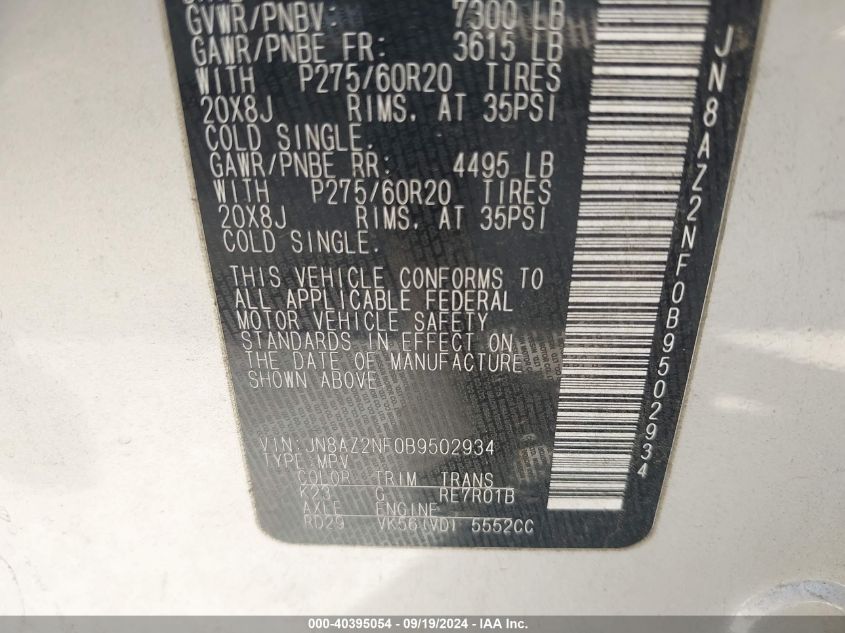 GVWR/PNBV: 7300 LB
GAWR/PNBE FR: 3615 LB
WITH P275/60R20 TIRES
20X8J RIMS, AT 35PSI
COLD SINGLE.
GAWR/PNBE RR: 4495 LB
WITH P275/60R20 TIRES
20X8J RIMS, AT 35PSI
COLD SINGLE.
THIS VEHICLE CONFORMS TO
ALL APPLICABLE FEDERAL
MOTOR VEHICLE SAFETY
STANDARDS IN EFFECT ON
THE DATE OF MANUFACTURE
SHOWN ABOVE.
VIN:JN8AZ2NF0B9502934
TYPE:MPV
COLOR TRIM TRANS
K23 G RE7R01B
AXLE ENGINE
RD29 VK56(VD) 5552CC
JN8AZ2NF0B9502934
000-40395054 - 09/19/2024 - IAA Inc.